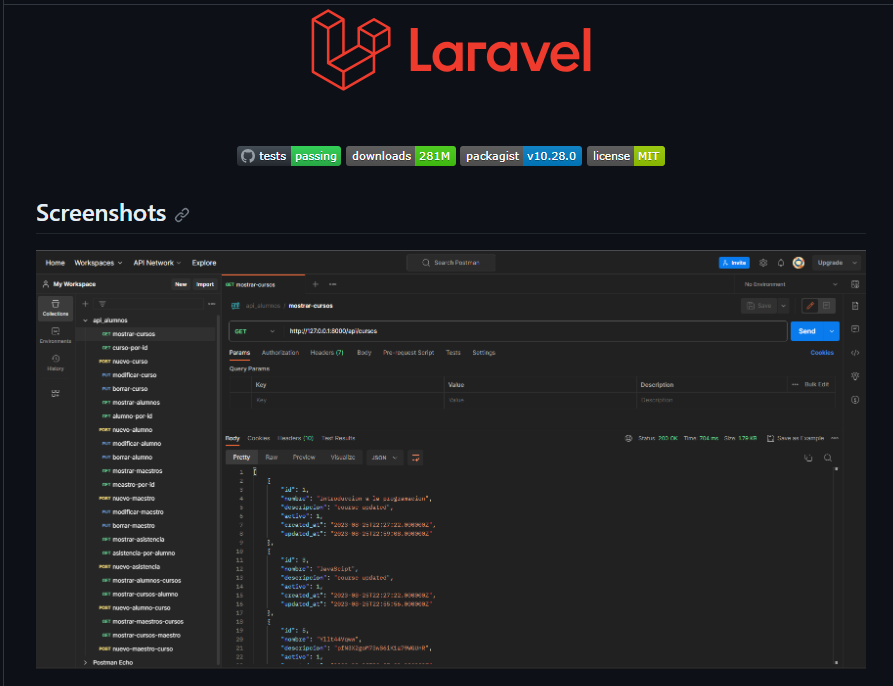 Laravel
tests passing downloads 281M packagist v10.28.0 license MIT
Screenshots
Home Workspaces API Network Explore Search Postman Invite Upgrade
My Workspace New Import GET mostrar-cursos No Environment
Collections
Environments
History
api_alumnos
GET mostrar-cursos
GET curso-por-id
POST nuevo-curso
PUT modificar-curso
PUT borrar-curso
GET mostrar-alumnos
GET alumno-por-id
POST nuevo-alumno
PUT modificar-alumno
PUT borrar-alumno
GET mostrar-maestros
GET meastro-por-id
POST nuevo-maestro
PUT modificar-maestro
PUT borrar-maestro
GET mostrar-asistencia
GET asistencia-por-alumno
POST nuevo-asistencia
GET mostrar-alumnos-cursos
GET mostrar-cursos-alumno
POST nuevo-alumno-curso
GET mostrar-maestros-cursos
GET mostrar-cursos-maestro
POST nuevo-maestro-curso
Postman Echo
api_alumnos / mostrar-cursos Save
GET http://127.0.0.1:8000/api/cursos Send
Params Authorization Headers (7) Body Pre-request Script Tests Settings Cookies
Query Params
Key Value Description Bulk Edit
Key Value Description
Body Cookies Headers (10) Test Results Status: 200 OK Time: 704 ms Size: 1.79 KB Save as Example
Pretty Raw Preview Visualize JSON
1 [
2 {
3 "id": 1,
4 "nombre": "introduccion a la programacion",
5 "descripcion": "course updated",
6 "activo": 1,
7 "created_at": "2023-08-25T22:27:22.000000Z",
8 "updated_at": "2023-08-25T22:59:08.000000Z"
9 },
10 {
11 "id": 3,
12 "nombre": "JavaScript",
13 "descripcion": "course updated",
14 "activo": 1,
15 "created_at": "2023-08-25T22:27:22.000000Z",
16 "updated_at": "2023-08-25T22:55:56.000000Z"
17 },
18 {
19 "id": 5,
20 "nombre":
21 "descripcion":
22 "activo": 1,